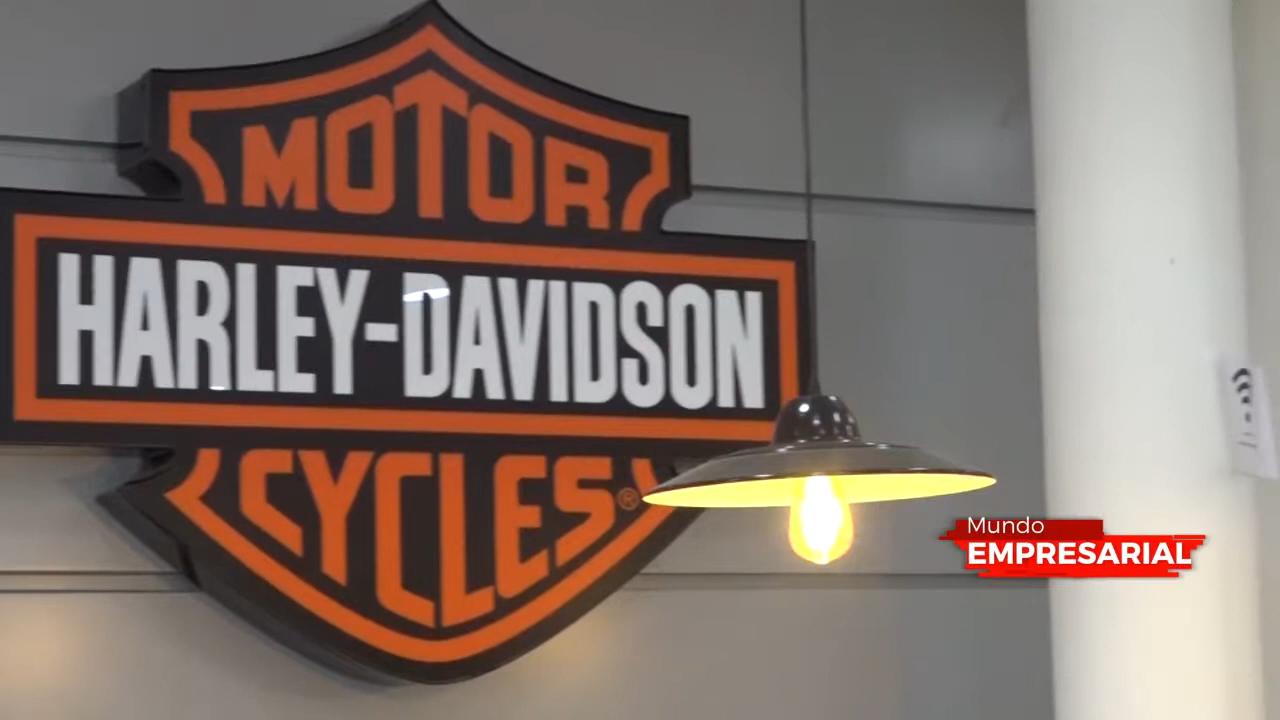 MOTOR
HARLEY-DAVIDSON
CYCLES®
Mundo
EMPRESARIAL